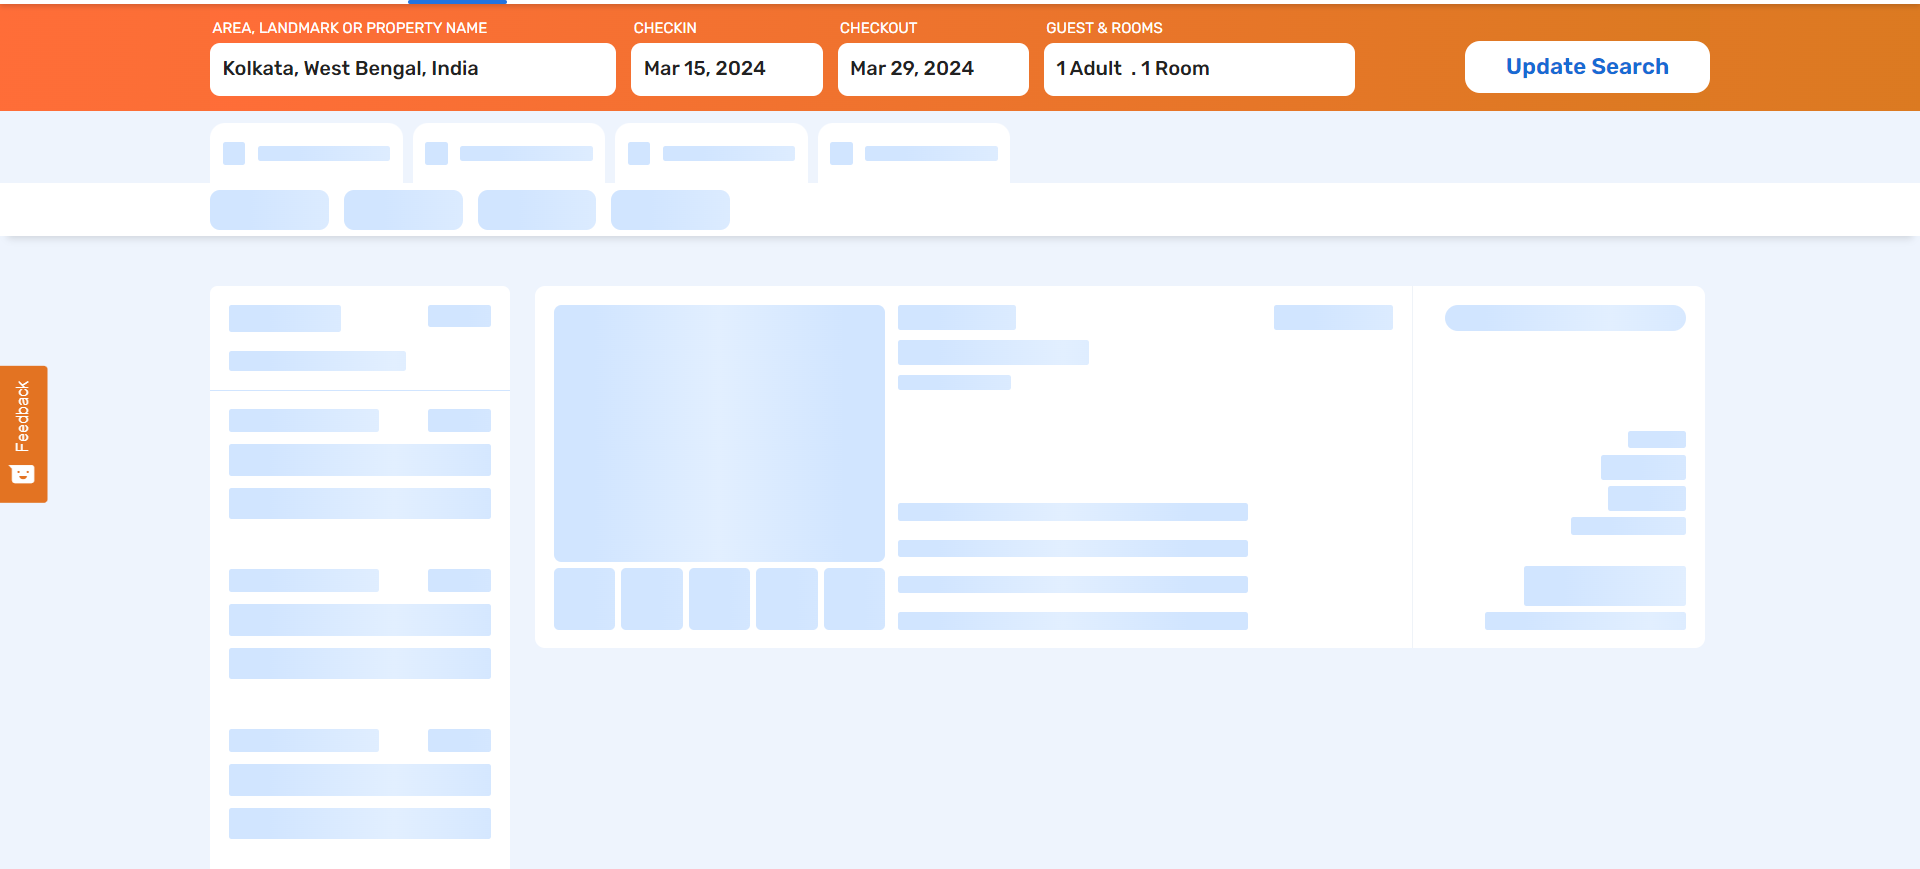 AREA, LANDMARK OR PROPERTY NAME
CHECKIN
CHECKOUT
GUEST & ROOMS
Kolkata, West Bengal, India
Mar 15, 2024
Mar 29, 2024
1 Adult . 1 Room
Update Search
Feedback